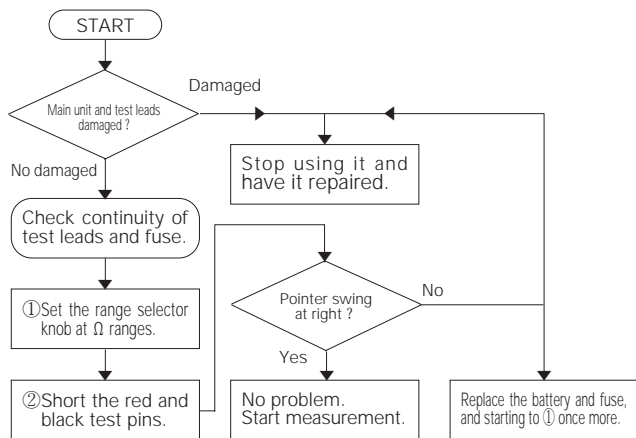 START
Main unit and test leads
damaged ?
Damaged
No damaged
Stop using it and
have it repaired.
Check continuity of
test leads and fuse.
①Set the range selector
knob at Ω ranges.
②Short the red and
black test pins.
Pointer swing
at right ?
No
Yes
No problem.
Start measurement.
Replace the battery and fuse,
and starting to ① once more.